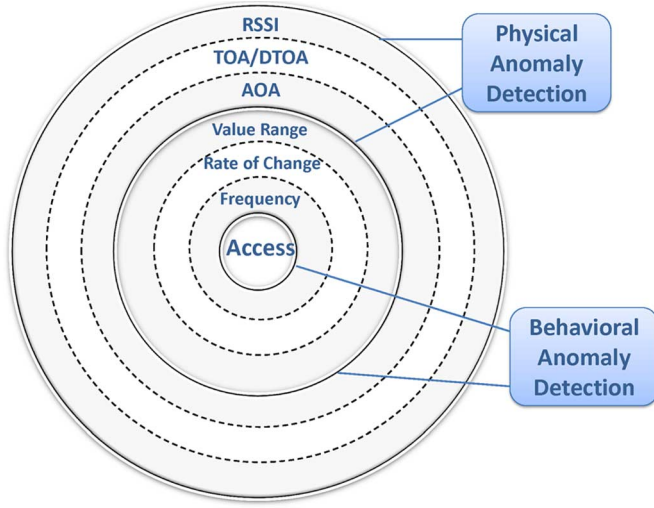 RSSI
TOA/DTOA
AOA
Value Range
Rate of Change
Frequency
Access
Physical
Anomaly
Detection
Behavioral
Anomaly
Detection